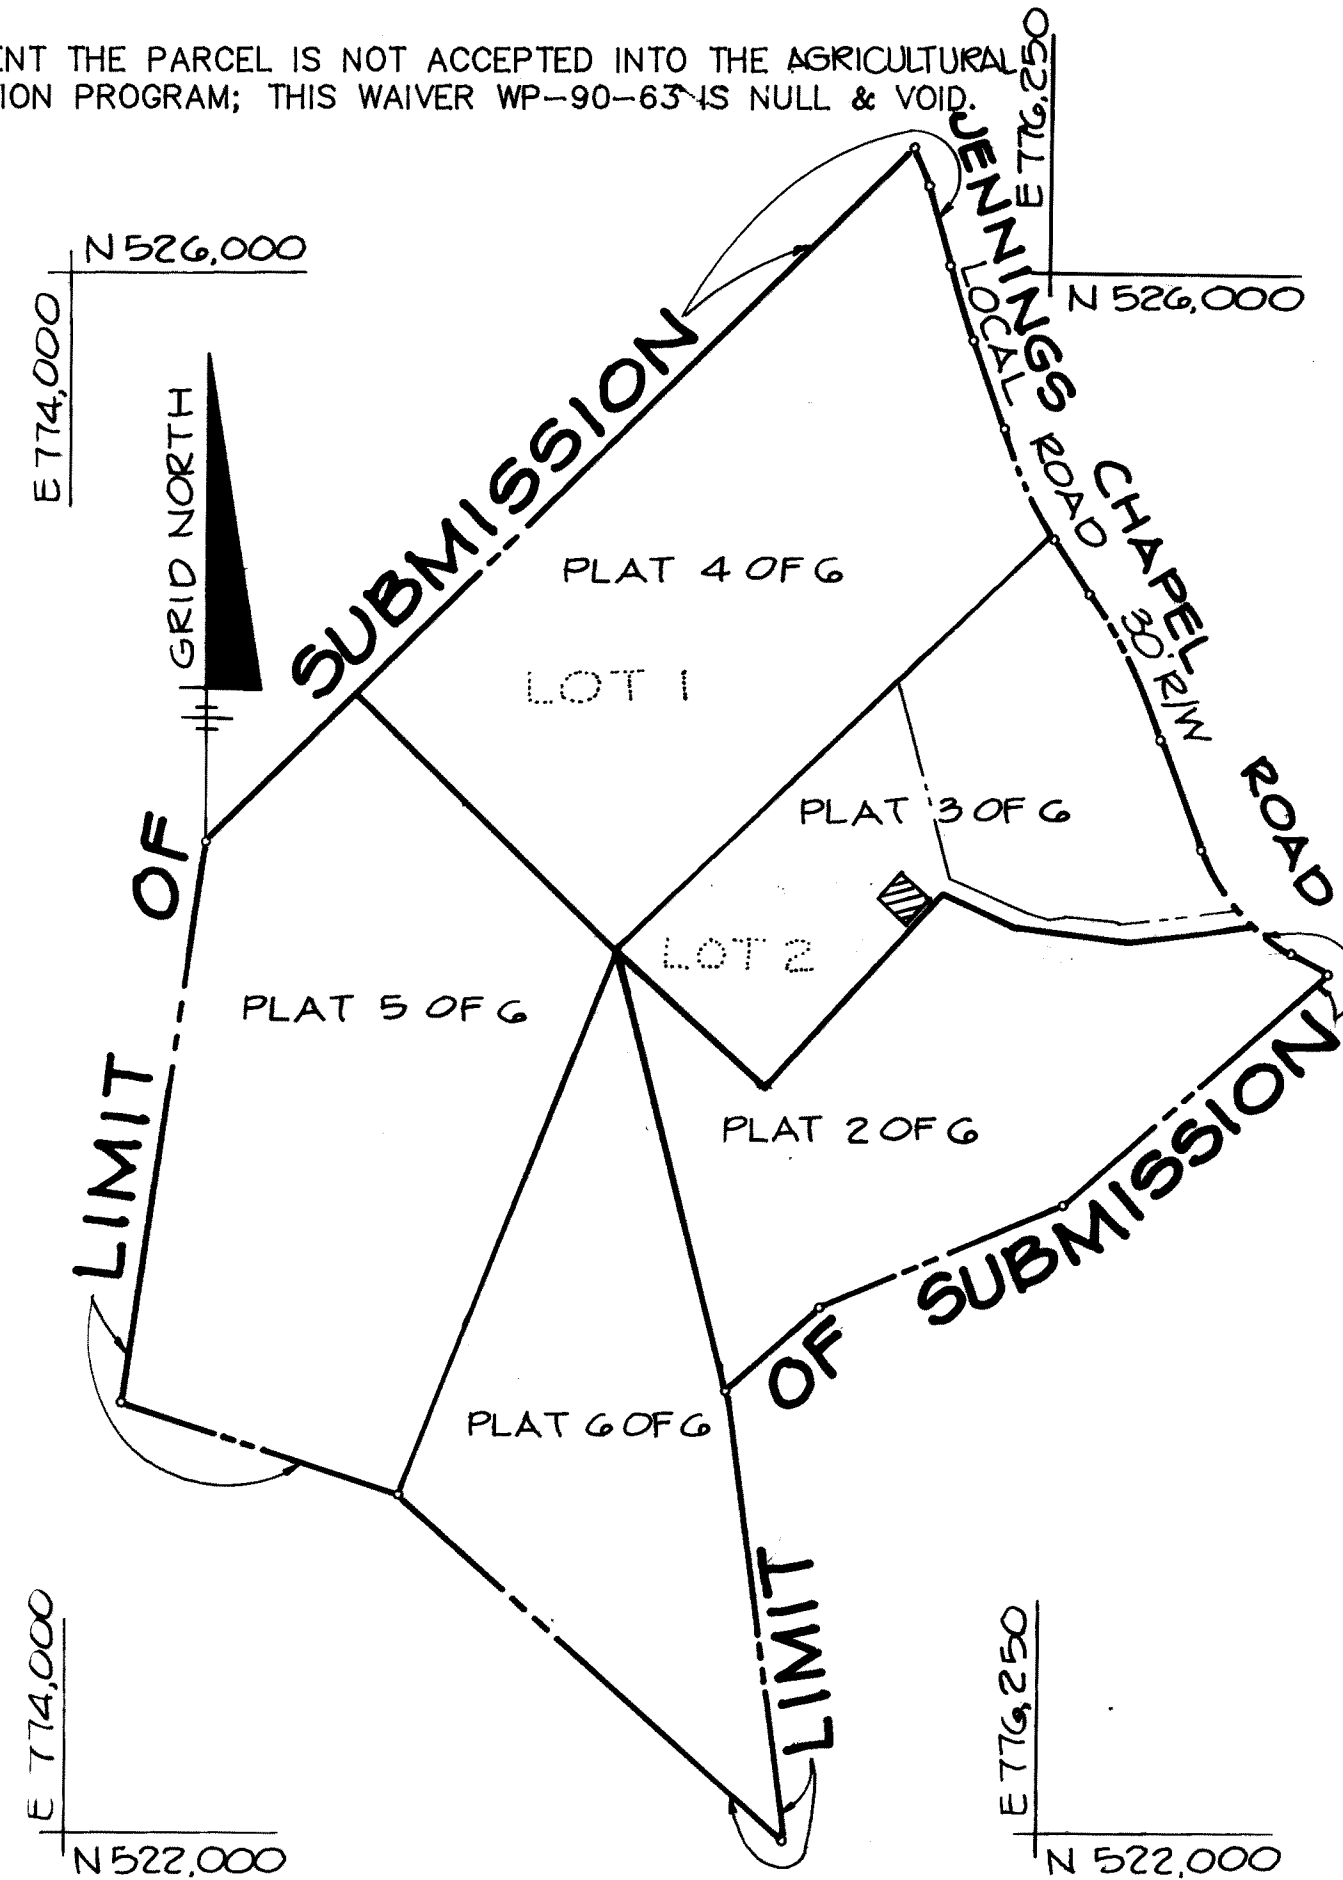 ENT THE PARCEL IS NOT ACCEPTED INTO THE AGRICULTURAL
ION PROGRAM; THIS WAIVER WP-90-63 IS NULL & VOID.
E 776,250
N 526,000
E 774,000
N 526,000
JENNINGS CHAPEL ROAD
LOCAL ROAD
30' R/W
GRID NORTH
LIMIT OF SUBMISSION
PLAT 4 OF 6
LOT 1
PLAT 3 OF 6
LOT 2
PLAT 5 OF 6
PLAT 2 OF 6
LIMIT OF SUBMISSION
PLAT 6 OF 6
E 774,000
N 522,000
E 776,250
N 522,000